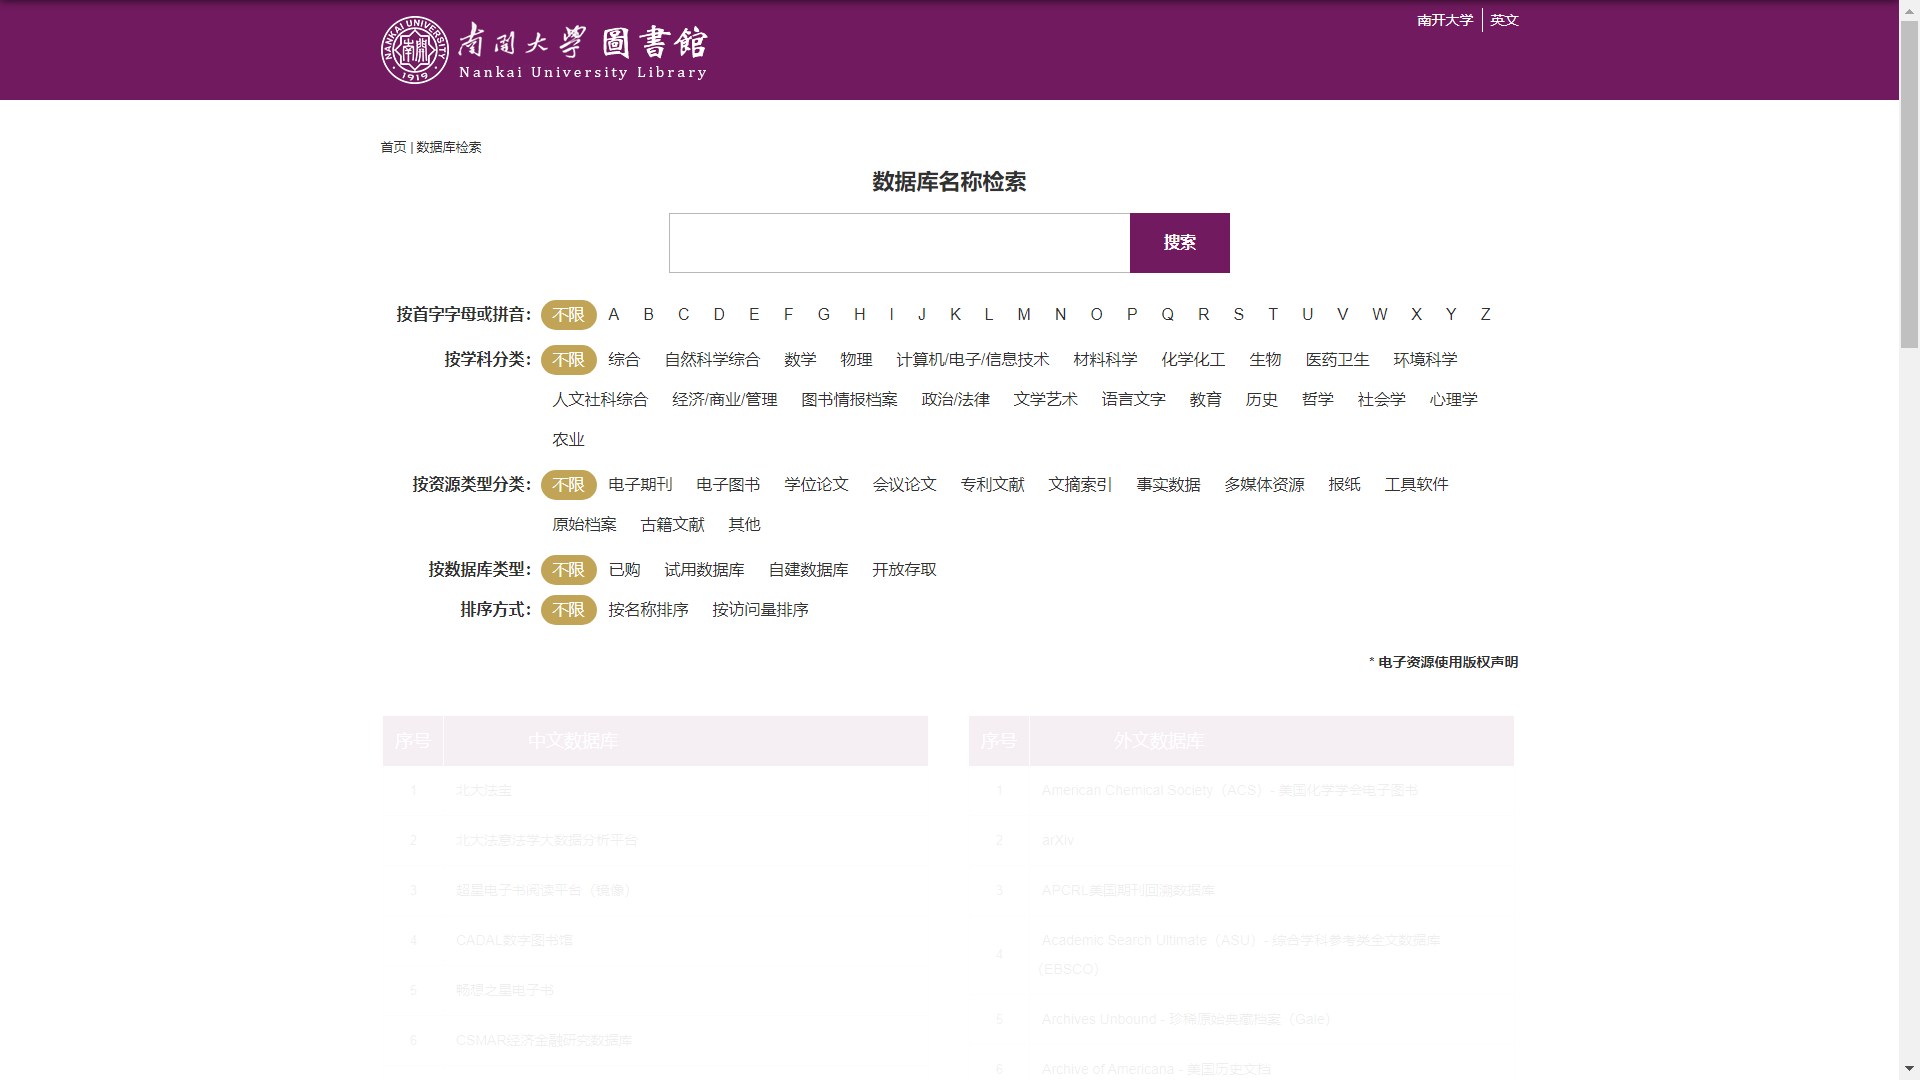 南开大学 | 英文
NANKAI UNIVERSITY 南開 1919
南開大學 圖書館
Nankai University Library
首页 | 数据库检索
数据库名称检索
搜索
按首字字母或拼音: 不限 A B C D E F G H I J K L M N O P Q R S T U V W X Y Z
按学科分类: 不限 综合 自然科学综合 数学 物理 计算机/电子/信息技术 材料科学 化学化工 生物 医药卫生 环境科学
人文社科综合 经济/商业/管理 图书情报档案 政治/法律 文学艺术 语言文字 教育 历史 哲学 社会学 心理学
农业
按资源类型分类: 不限 电子期刊 电子图书 学位论文 会议论文 专利文献 文摘索引 事实数据 多媒体资源 报纸 工具软件
原始档案 古籍文献 其他
按数据库类型: 不限 已购 试用数据库 自建数据库 开放存取
排序方式: 不限 按名称排序 按访问量排序
* 电子资源使用版权声明
序号 中文数据库
1 北大法宝
2 北大法意法学大数据分析平台
3 超星电子书阅读平台（镜像）
4 CADAL数字图书馆
5 畅想之星电子书
6 CSMAR经济金融研究数据库
序号 外文数据库
1 American Chemical Society（ACS）- 美国化学学会电子图书
2 arXiv
3 APCRL美国期刊回溯数据库
4 Academic Search Ultimate（ASU）- 综合学科参考类全文数据库
（EBSCO）
5 Archives Unbound - 珍稀原始典藏档案（Gale）
6 Archive of Americana - 美国历史文档